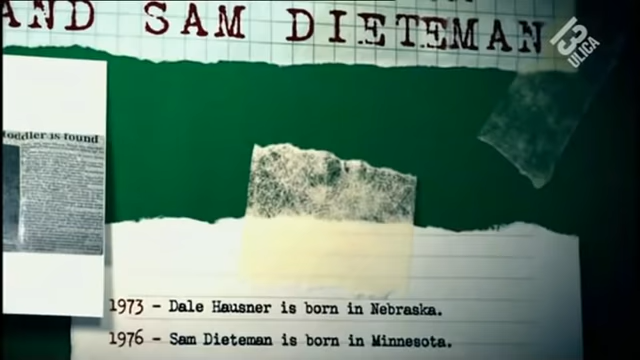 AND SAM DIETEMAN
13
ULICA
toddler is found
1973 - Dale Hausner is born in Nebraska.
1976 - Sam Dieteman is born in Minnesota.